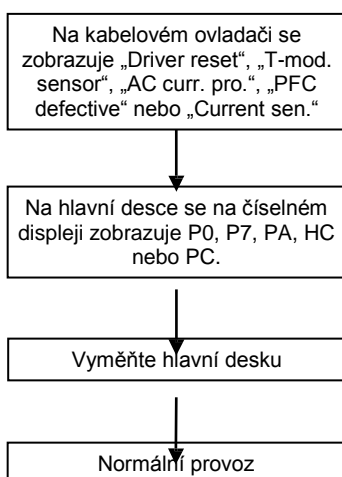 Na kabelovém ovladači se
zobrazuje „Driver reset“, „T-mod.
sensor“, „AC curr. pro.“, „PFC
defective“ nebo „Current sen.“
Na hlavní desce se na číselném
displeji zobrazuje P0, P7, PA, HC
nebo PC.
Vyměňte hlavní desku
Normální provoz